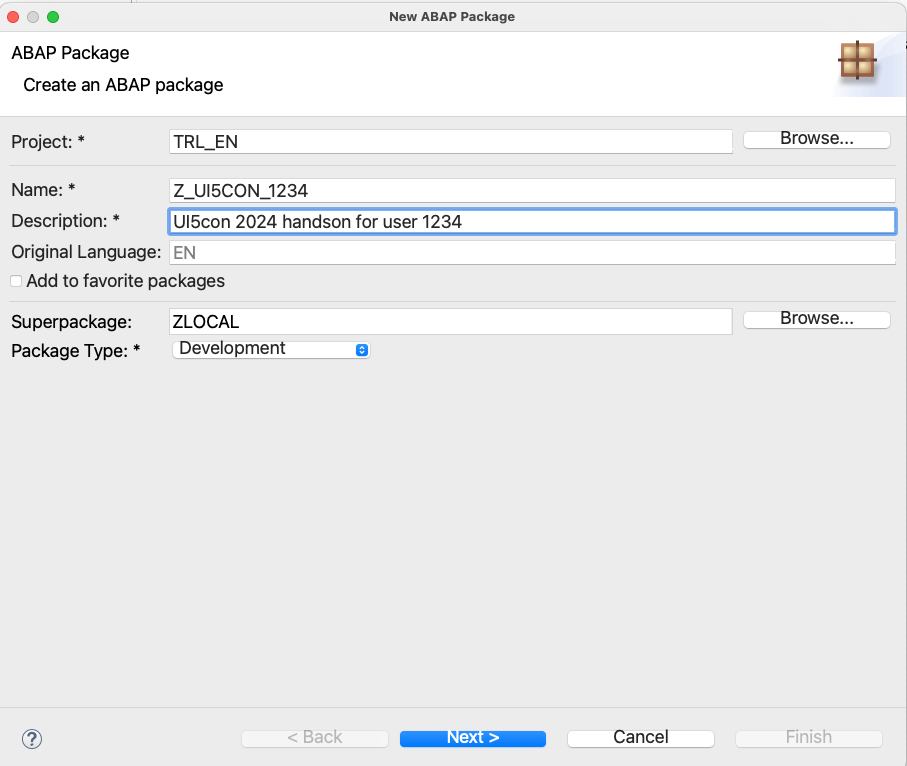 New ABAP Package
ABAP Package
Create an ABAP package
Project: * TRL_EN Browse...
Name: * Z_UI5CON_1234
Description: * UI5con 2024 handson for user 1234
Original Language: EN
Add to favorite packages
Superpackage: ZLOCAL Browse...
Package Type: * Development
? < Back Next > Cancel Finish